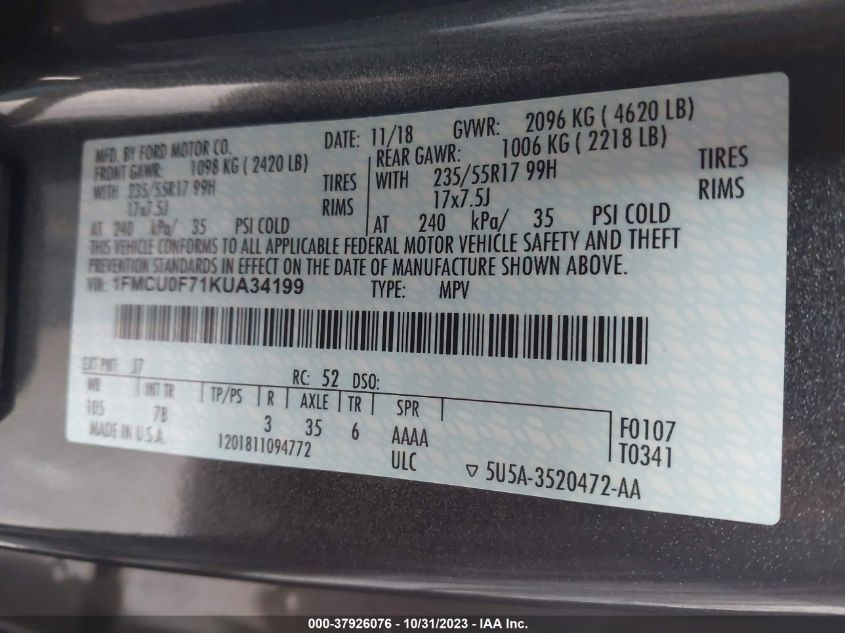 MFD. BY FORD MOTOR CO. DATE: 11/18 GVWR: 2096 KG ( 4620 LB)
FRONT GAWR: 1098 KG ( 2420 LB) REAR GAWR: 1006 KG ( 2218 LB)
WITH 235/55R17 99H TIRES WITH 235/55R17 99H TIRES
17x7.5J RIMS 17x7.5J RIMS
AT 240 kPa/ 35 PSI COLD AT 240 kPa/ 35 PSI COLD
THIS VEHICLE CONFORMS TO ALL APPLICABLE FEDERAL MOTOR VEHICLE SAFETY AND THEFT
PREVENTION STANDARDS IN EFFECT ON THE DATE OF MANUFACTURE SHOWN ABOVE.
VIN: 1FMCU0F71KUA34199 TYPE: MPV
EXT PNT: J7 RC: 52 DSO:
WB INT TR TP/PS R AXLE TR SPR
105 7B 3 35 6 AAAA F0107
MADE IN U.S.A. 1201811094772 ULC T0341
▽ 5U5A-3520472-AA
000-37926076 - 10/31/2023 - IAA Inc.